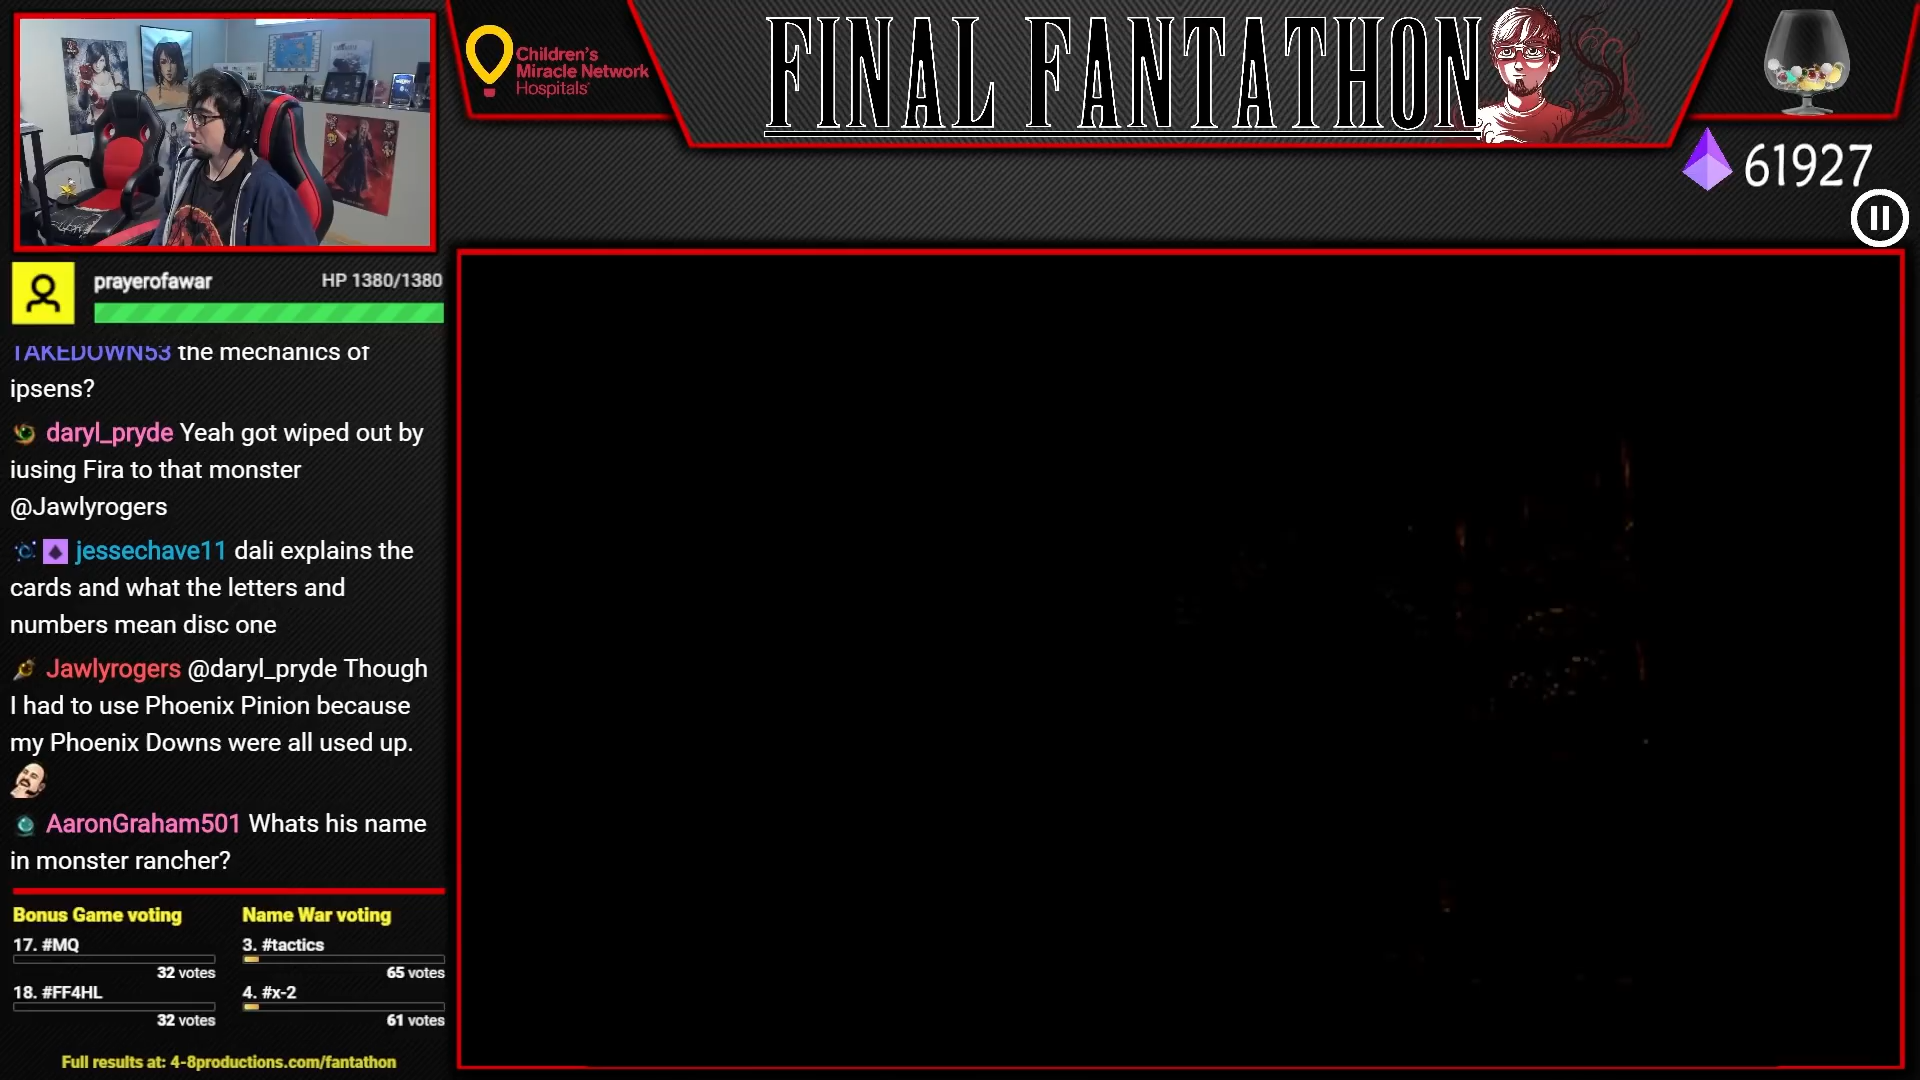 Children's
Miracle Network
Hospitals
FINAL FANTATHON
61927
prayerofawar HP 1380/1380
TAKEDOWN53 the mechanics of
ipsens?
daryl_pryde Yeah got wiped out by
iusing Fira to that monster
@Jawlyrogers
jessechave11 dali explains the
cards and what the letters and
numbers mean disc one
Jawlyrogers @daryl_pryde Though
I had to use Phoenix Pinion because
my Phoenix Downs were all used up.
AaronGraham501 Whats his name
in monster rancher?
Bonus Game voting
17. #MQ
32 votes
18. #FF4HL
32 votes
Name War voting
3. #tactics
65 votes
4. #x-2
61 votes
Full results at: 4-8productions.com/fantathon